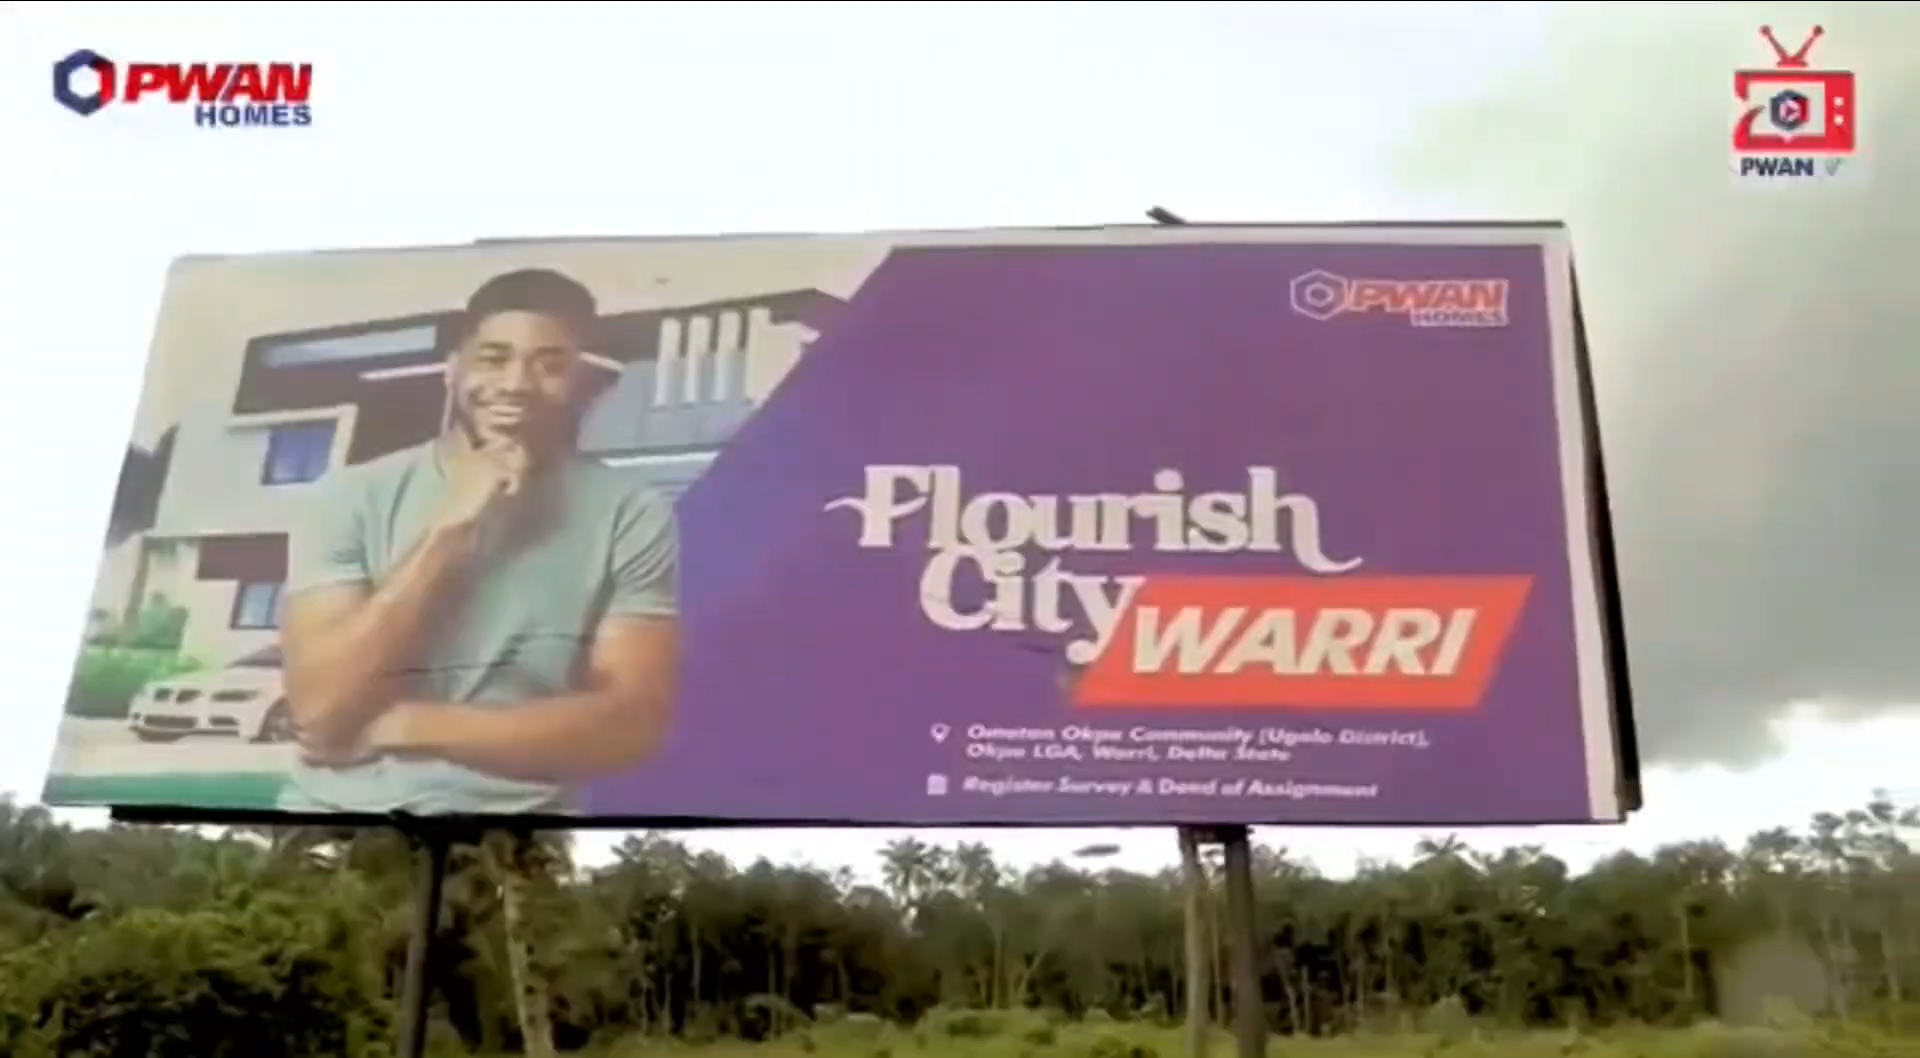 PWAN
HOMES
PWAN TV
PWAN
HOMES
Flourish
City WARRI
Omatan Okpe Community (Ugolo District),
Okpe LGA, Warri, Delta State
Register Survey & Deed of Assignment